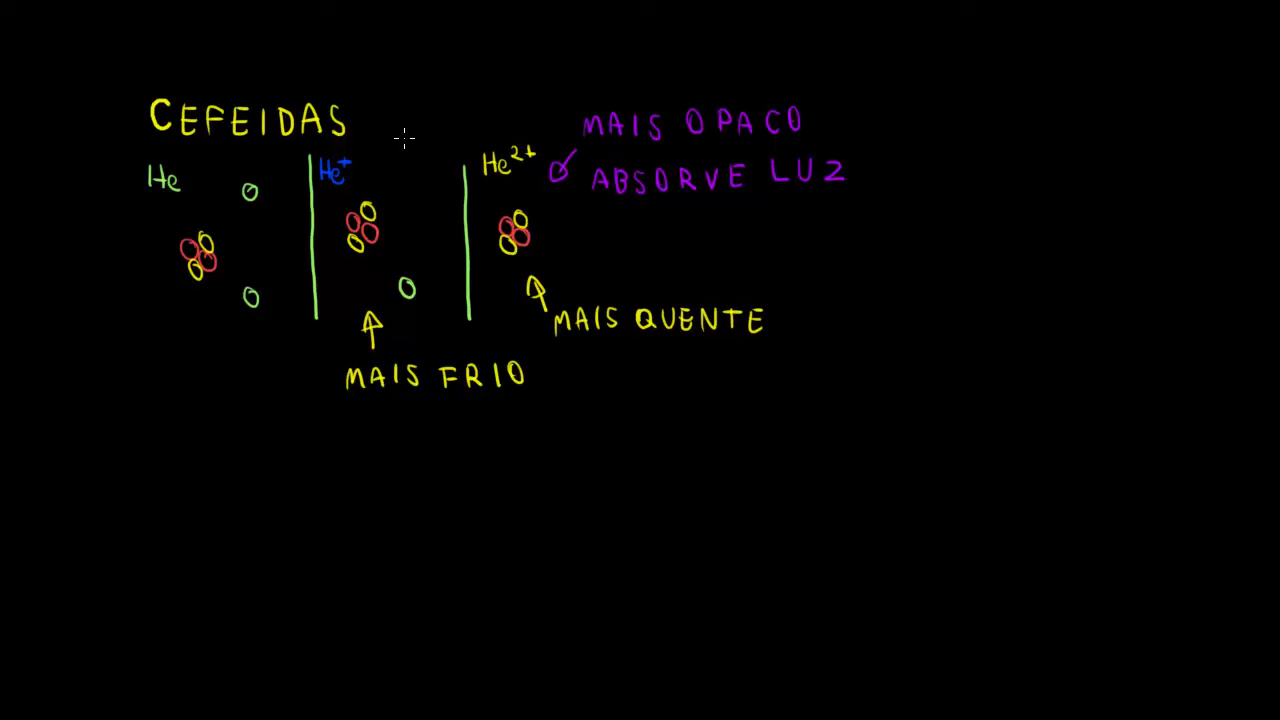 CEFEIDAS
He
He⁺
He²⁺
MAIS OPACO
ABSORVE LUZ
MAIS QUENTE
MAIS FRIO